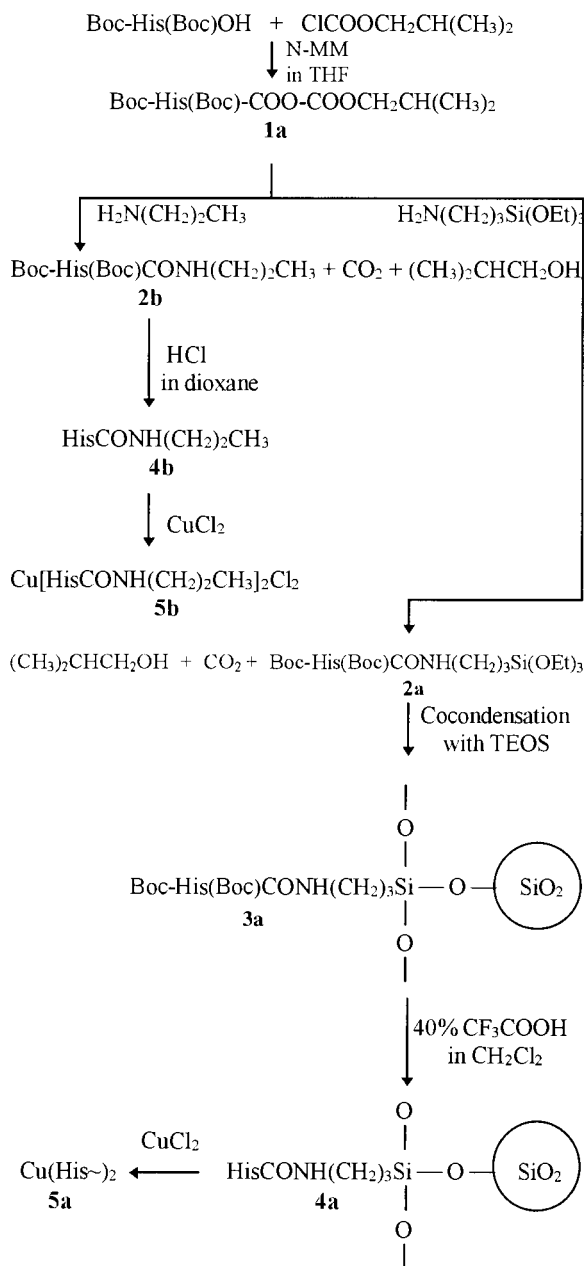 Boc-His(Boc)OH + ClCOOCH₂CH(CH₃)₂
N-MM
in THF
Boc-His(Boc)-COO-COOCH₂CH(CH₃)₂
1a
H₂N(CH₂)₂CH₃ H₂N(CH₂)₃Si(OEt)₃
Boc-His(Boc)CONH(CH₂)₂CH₃ + CO₂ + (CH₃)₂CHCH₂OH
2b
HCl
in dioxane
HisCONH(CH₂)₂CH₃
4b
CuCl₂
Cu[HisCONH(CH₂)₂CH₃]₂Cl₂
5b
(CH₃)₂CHCH₂OH + CO₂ + Boc-His(Boc)CONH(CH₂)₃Si(OEt)₃
2a
Cocondensation
with TEOS
O
Boc-His(Boc)CONH(CH₂)₃Si — O — SiO₂
3a
O
40% CF₃COOH
in CH₂Cl₂
O
CuCl₂
Cu(His~)₂ HisCONH(CH₂)₃Si — O — SiO₂
5a 4a
O